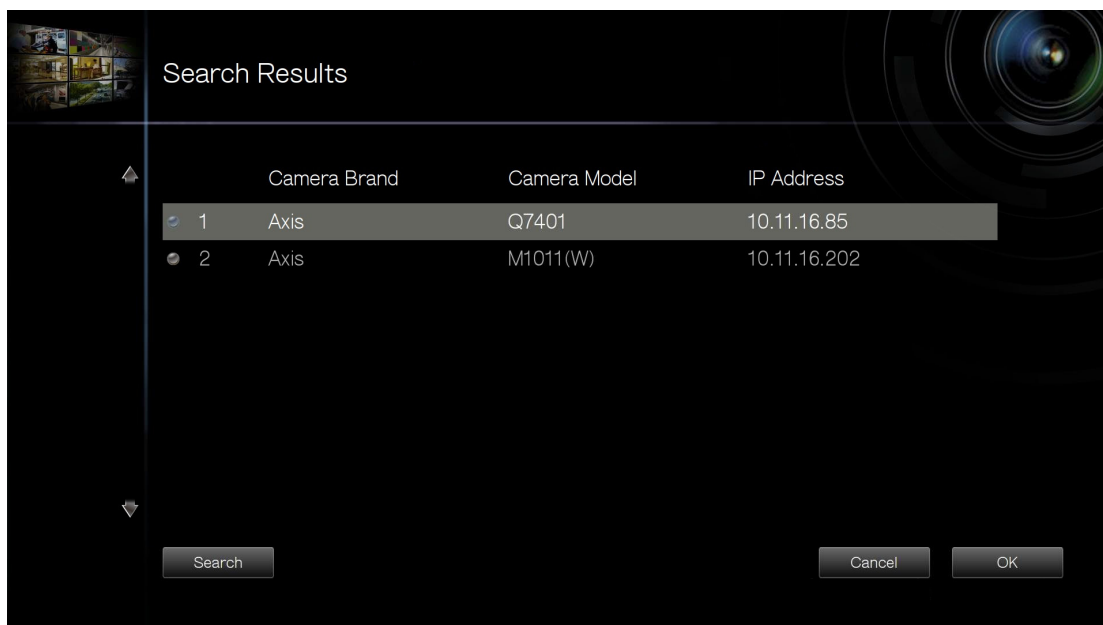 Search Results
Camera Brand Camera Model IP Address
1 Axis Q7401 10.11.16.85
2 Axis M1011(W) 10.11.16.202
Search Cancel OK